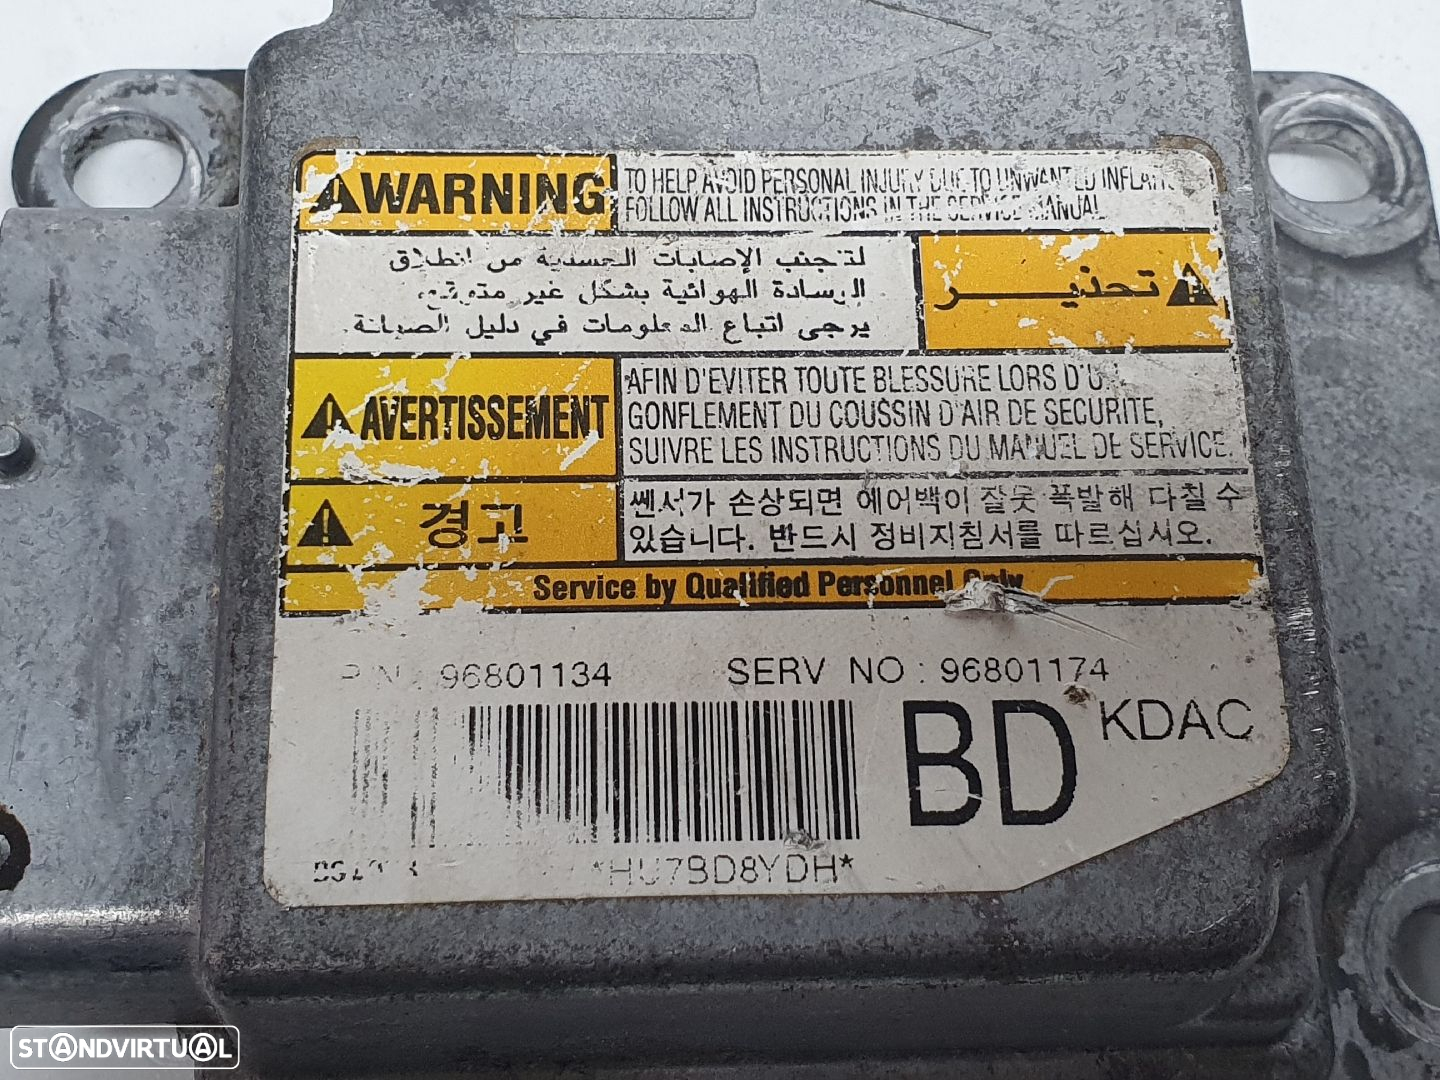 WARNING
TO HELP AVOID PERSONAL INJURY DUE TO UNWANTED
FOLLOW ALL INSTRUCTIONS IN THE SERVICE MANUAL
لتجنب الإصابات الجسدية من انطلاق
الوسادة الهوائية بشكل غير متوقع،
يرجى اتباع المعلومات في دليل الصيانة.
تحذير
AVERTISSEMENT
AFIN D'EVITER TOUTE BLESSURE LORS D'UN
GONFLEMENT DU COUSSIN D'AIR DE SECURITE,
SUIVRE LES INSTRUCTIONS DU MANUEL DE SERVICE.
경고
쎈서가 손상되면 에어백이 잘못 폭발해 다칠 수
있습니다. 반드시 정비지침서를 따르십시오.
Service by Qualified Personnel Only
P/N : 96801134 SERV NO : 96801174
BD KDAC
*HU7BD8YDH*
STANDVIRTUAL